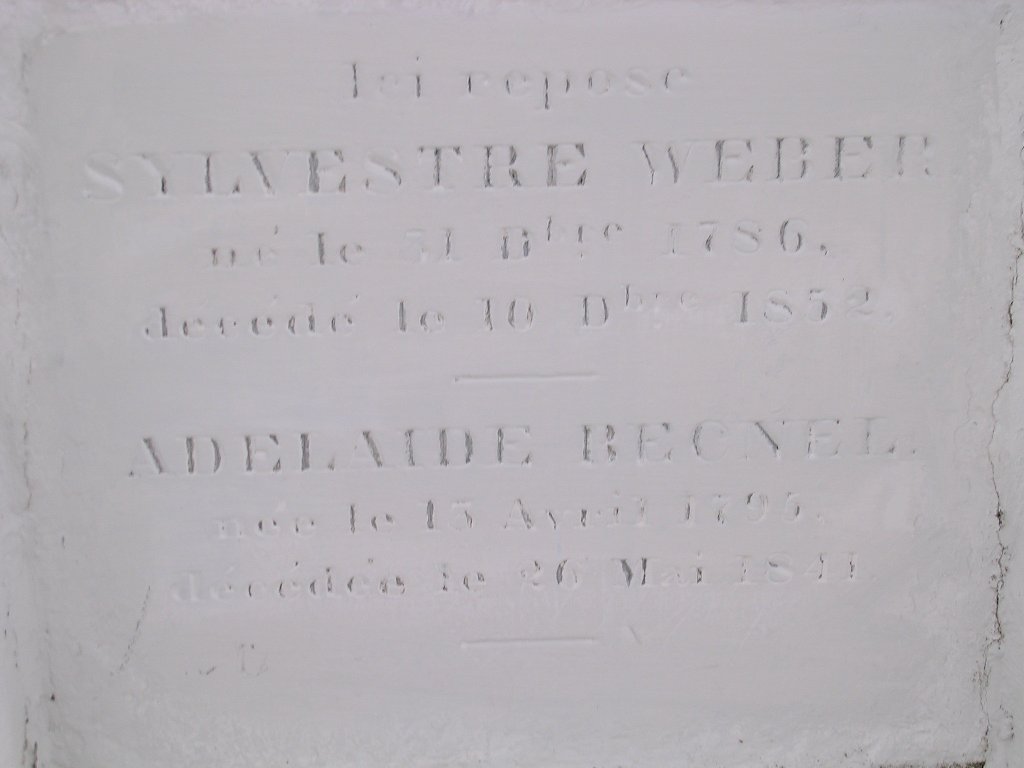 Ici repose
SYLVESTRE WEBER
né le 31 Dbre 1786,
décédé le 10 Dbre 1852,
ADELAIDE BECNEL.
née le 15 Avril 1795,
décédée le 26 Mai 1841.